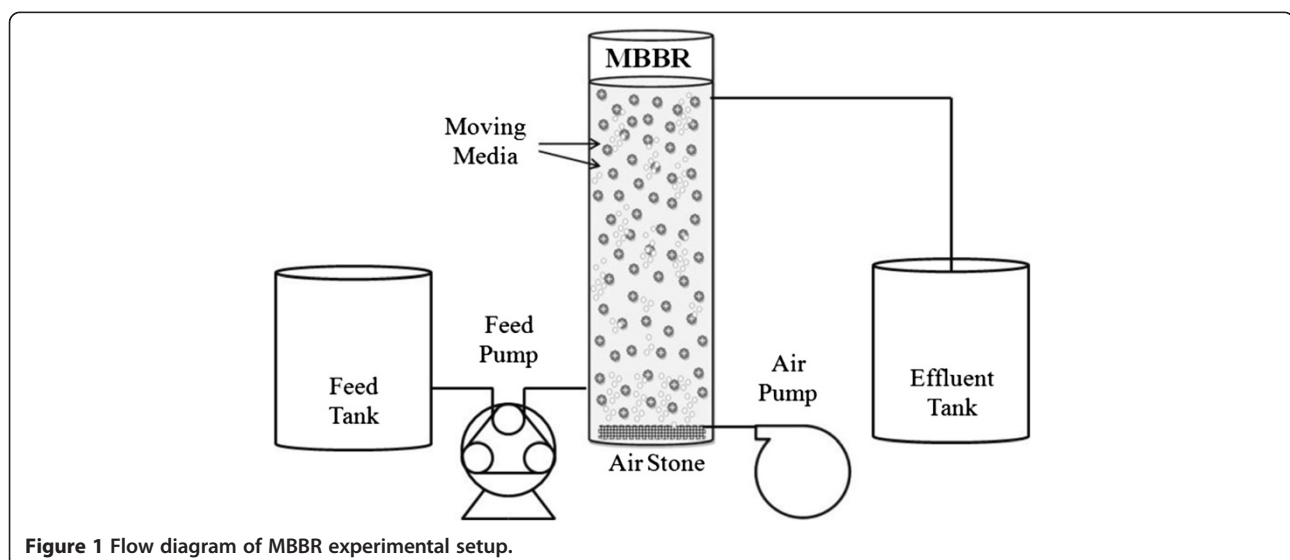 MBBR
Moving
Media
Feed
Pump
Feed
Tank
Air
Pump
Effluent
Tank
Air Stone
Figure 1 Flow diagram of MBBR experimental setup.